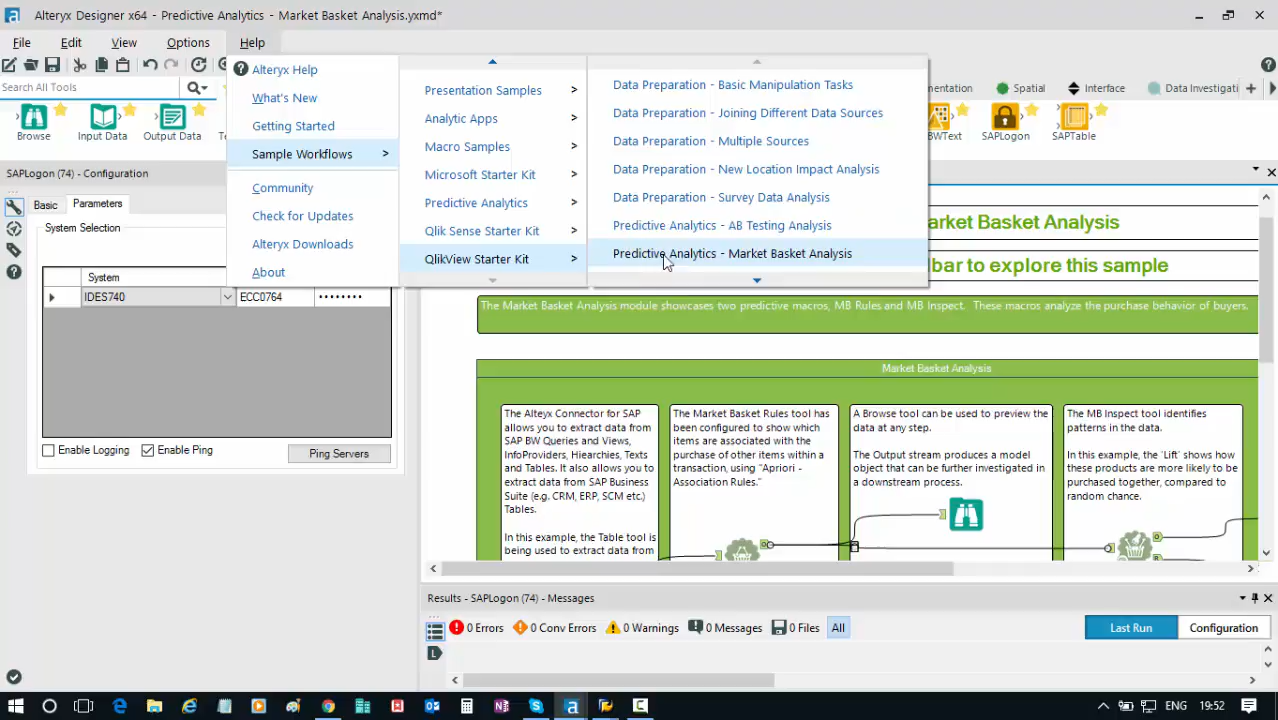 Alteryx Designer x64 - Predictive Analytics - Market Basket Analysis.yxmd*
File Edit View Options Help
Search All Tools
Browse Input Data Output Data
Spatial Interface Data Investigati
BWText SAPLogon SAPTable
Alteryx Help
What's New
Getting Started
Sample Workflows
Community
Check for Updates
Alteryx Downloads
About
Presentation Samples
Analytic Apps
Macro Samples
Microsoft Starter Kit
Predictive Analytics
Qlik Sense Starter Kit
QlikView Starter Kit
Data Preparation - Basic Manipulation Tasks
Data Preparation - Joining Different Data Sources
Data Preparation - Multiple Sources
Data Preparation - New Location Impact Analysis
Data Preparation - Survey Data Analysis
Predictive Analytics - AB Testing Analysis
Predictive Analytics - Market Basket Analysis
SAPLogon (74) - Configuration
Basic Parameters
System Selection
System
IDES740 ECC0764 ••••••••
Enable Logging Enable Ping Ping Servers
arket Basket Analysis
lbar to explore this sample
The Market Basket Analysis module showcases two predictive macros, MB Rules and MB Inspect. These macros analyze the purchase behavior of buyers.
Market Basket Analysis
The Alteyx Connector for SAP
allows you to extract data from
SAP BW Queries and Views,
InfoProviders, Hiearchies, Texts
and Tables. It also allows you to
extract data from SAP Business
Suite (e.g. CRM, ERP, SCM etc.)
Tables.
In this example, the Table tool is
being used to extract data from
The Market Basket Rules tool has
been configured to show which
items are associated with the
purchase of other items within a
transaction, using "Apriori -
Association Rules."
A Browse tool can be used to preview the
data at any step.
The Output stream produces a model
object that can be further investigated in
a downstream process.
The MB Inspect tool identifies
patterns in the data.
In this example, the 'Lift' shows how
these products are more likely to be
purchased together, compared to
random chance.
Results - SAPLogon (74) - Messages
0 Errors 0 Conv Errors 0 Warnings 0 Messages 0 Files All Last Run Configuration
L
ENG 19:52